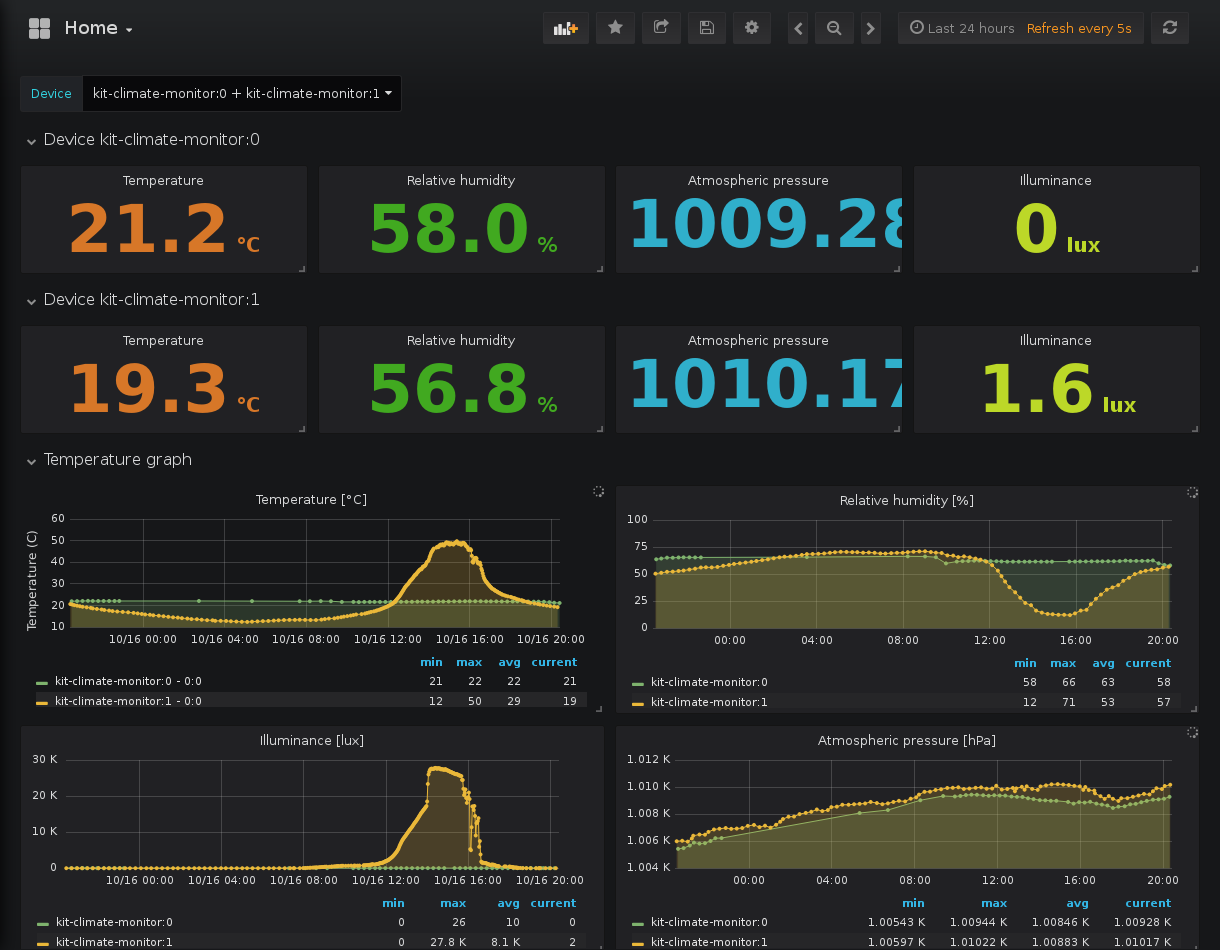 Home
Last 24 hours Refresh every 5s
Device kit-climate-monitor:0 + kit-climate-monitor:1
Device kit-climate-monitor:0
Temperature Relative humidity Atmospheric pressure Illuminance
21.2 °C 58.0 % 1009.28 0 lux
Device kit-climate-monitor:1
Temperature Relative humidity Atmospheric pressure Illuminance
19.3 °C 56.8 % 1010.17 1.6 lux
Temperature graph
Temperature [°C]
Temperature (C)
60
50
40
30
20
10
10/16 00:00 10/16 04:00 10/16 08:00 10/16 12:00 10/16 16:00 10/16 20:00
min max avg current
kit-climate-monitor:0 - 0:0 21 22 22 21
kit-climate-monitor:1 - 0:0 12 50 29 19
Relative humidity [%]
100
75
50
25
0
00:00 04:00 08:00 12:00 16:00 20:00
min max avg current
kit-climate-monitor:0 58 66 63 58
kit-climate-monitor:1 12 71 53 57
Illuminance [lux]
30 K
20 K
10 K
0
10/16 00:00 10/16 04:00 10/16 08:00 10/16 12:00 10/16 16:00 10/16 20:00
min max avg current
kit-climate-monitor:0 0 26 10 0
kit-climate-monitor:1 0 27.8 K 8.1 K 2
Atmospheric pressure [hPa]
1.012 K
1.010 K
1.008 K
1.006 K
1.004 K
00:00 04:00 08:00 12:00 16:00 20:00
min max avg current
kit-climate-monitor:0 1.00543 K 1.00944 K 1.00846 K 1.00928 K
kit-climate-monitor:1 1.00597 K 1.01022 K 1.00883 K 1.01017 K